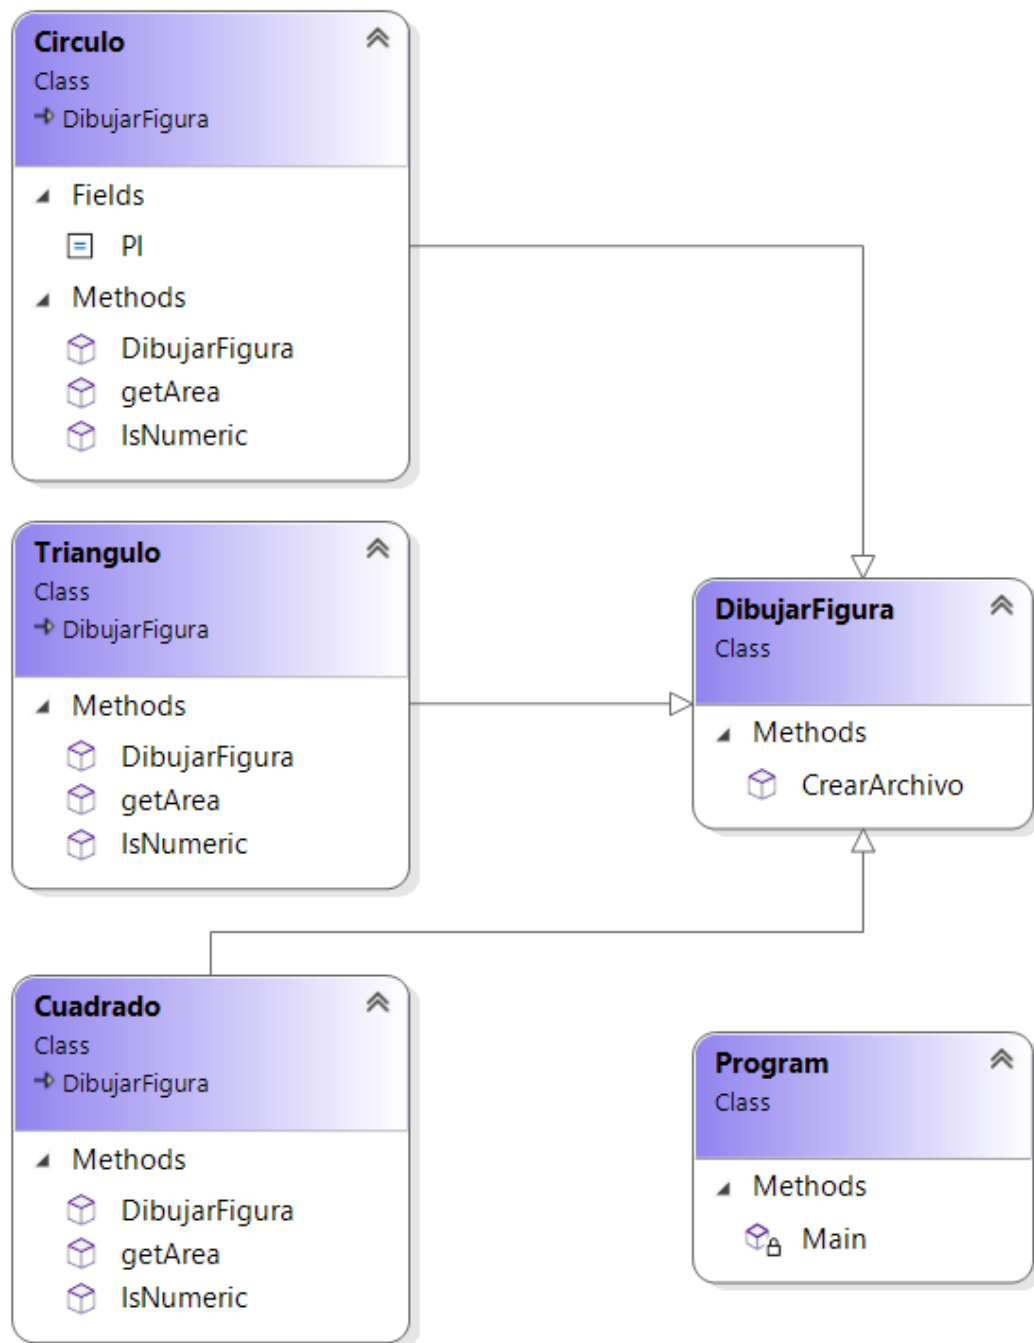 Circulo
Class
DibujarFigura
Fields
PI
Methods
DibujarFigura
getArea
IsNumeric
Triangulo
Class
DibujarFigura
Methods
DibujarFigura
getArea
IsNumeric
DibujarFigura
Class
Methods
CrearArchivo
Cuadrado
Class
DibujarFigura
Methods
DibujarFigura
getArea
IsNumeric
Program
Class
Methods
Main